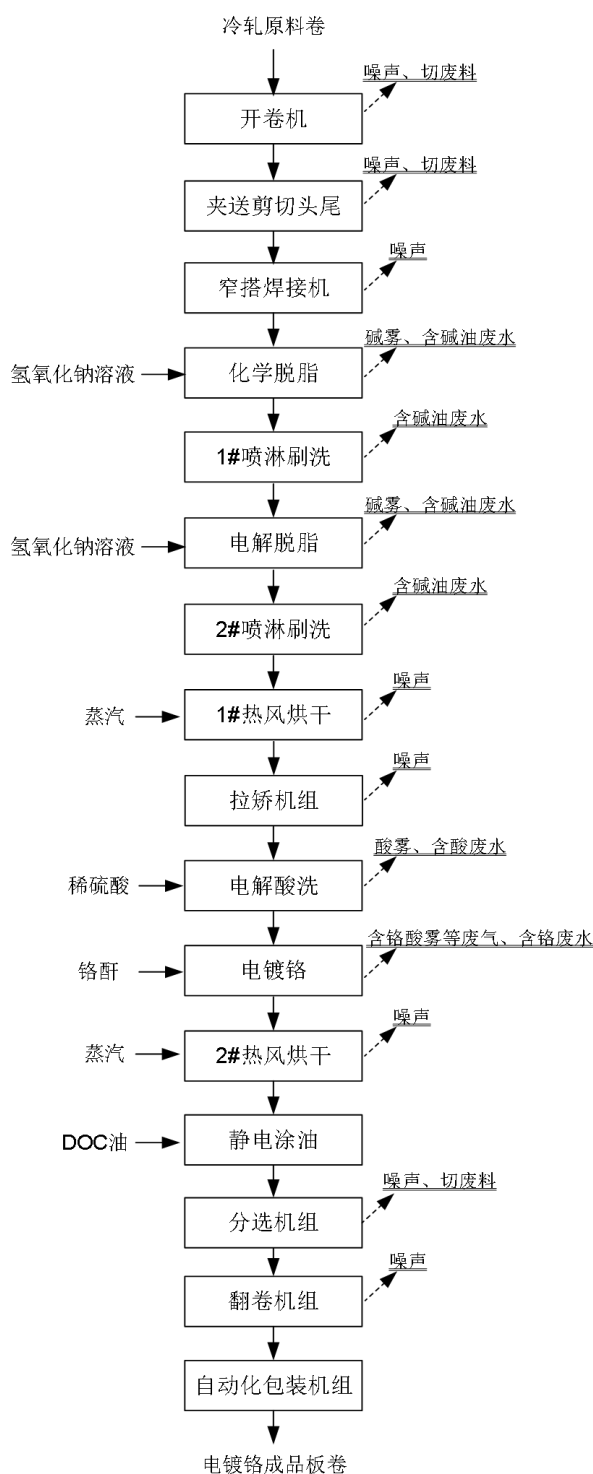 冷轧原料卷
噪声、切废料
开卷机
噪声、切废料
夹送剪切头尾
噪声
窄搭焊接机
碱雾、含碱油废水
氢氧化钠溶液
化学脱脂
含碱油废水
1#喷淋刷洗
碱雾、含碱油废水
氢氧化钠溶液
电解脱脂
含碱油废水
2#喷淋刷洗
噪声
蒸汽
1#热风烘干
噪声
拉矫机组
酸雾、含酸废水
稀硫酸
电解酸洗
含铬酸雾等废气、含铬废水
铬酐
电镀铬
噪声
蒸汽
2#热风烘干
DOC油
静电涂油
噪声、切废料
分选机组
噪声
翻卷机组
自动化包装机组
电镀铬成品板卷